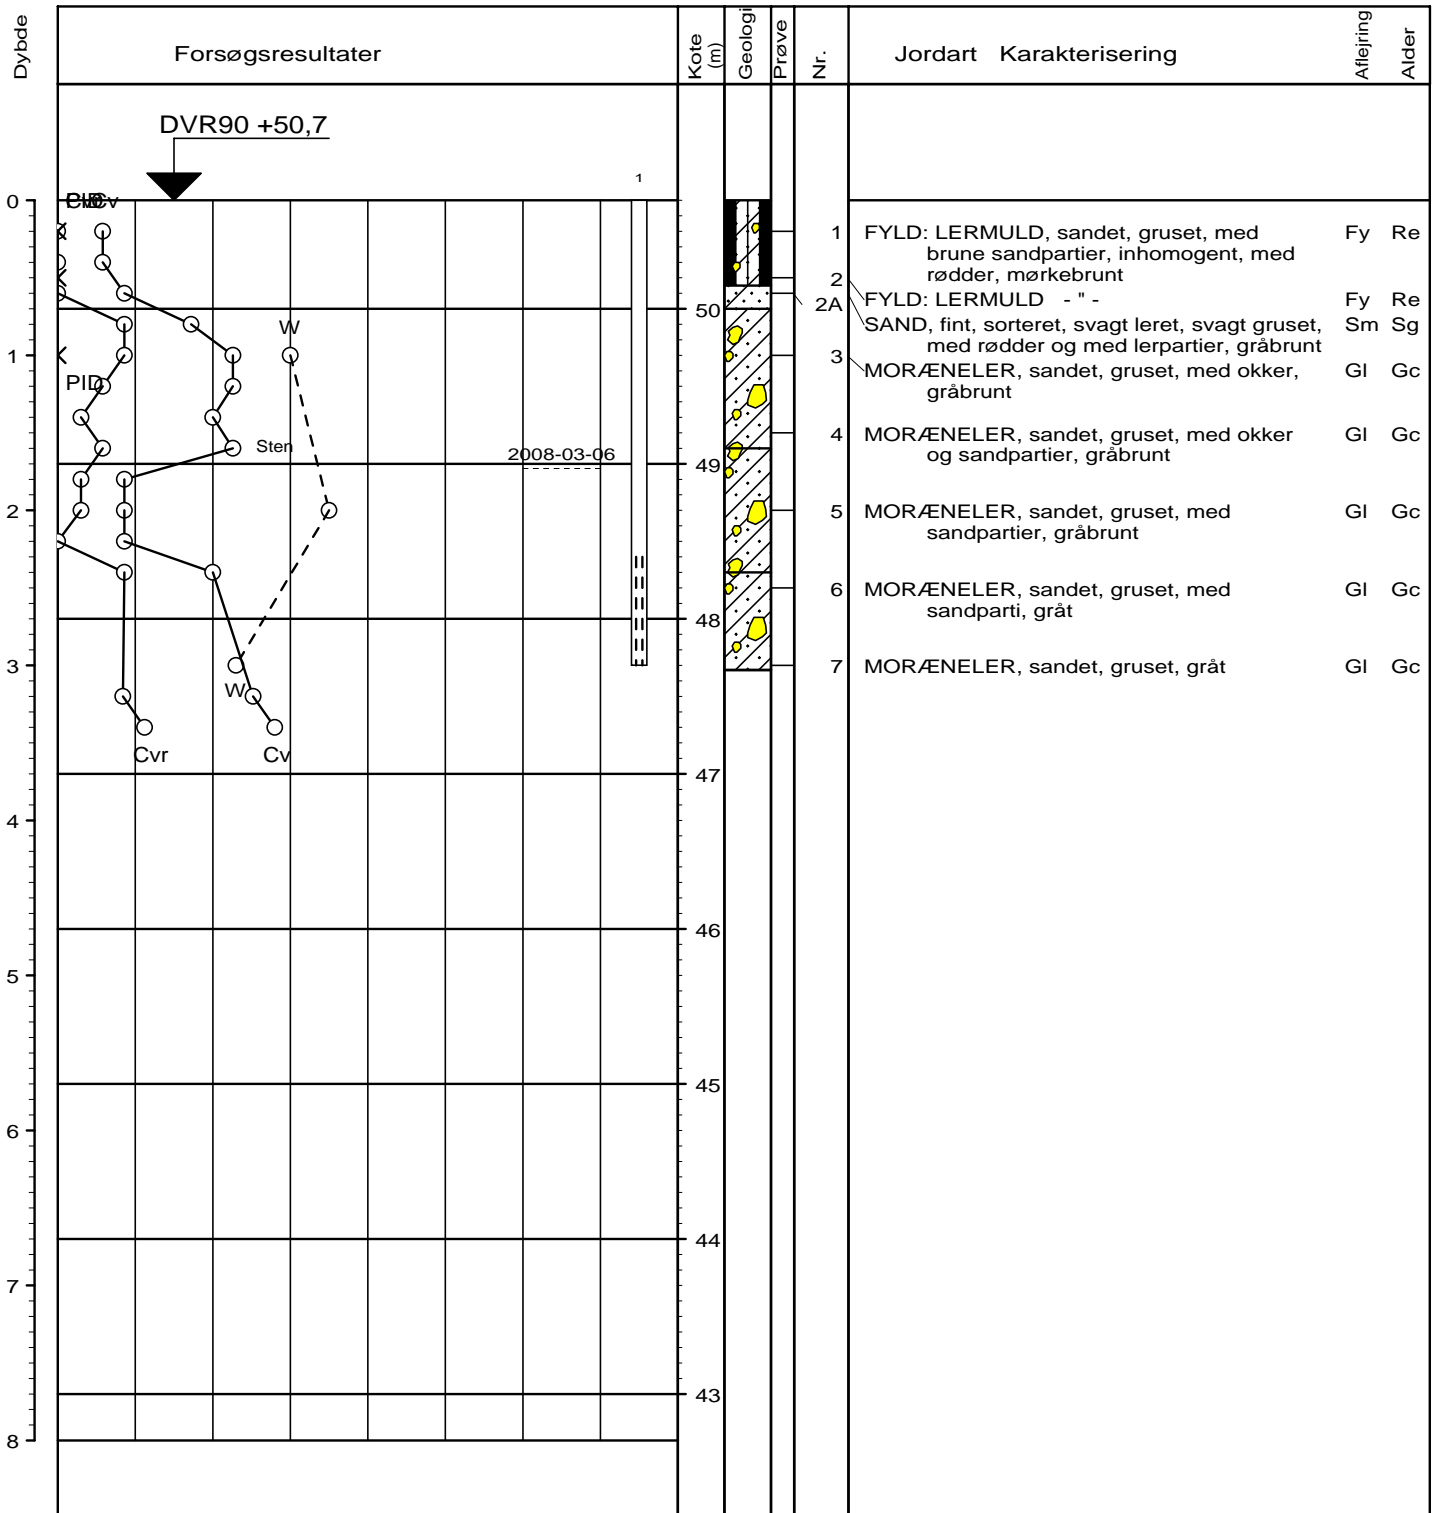 Dybde
Forsøgsresultater
Kote
(m)
Geologi
Prøve
Nr.
Jordart Karakterisering
Aflejring
Alder
DVR90 +50,7
1
0
PID
Cv
1 FYLD: LERMULD, sandet, gruset, med Fy Re
brune sandpartier, inhomogent, med
rødder, mørkebrunt
2
FYLD: LERMULD - " - Fy Re
2A
50
SAND, fint, sorteret, svagt leret, svagt gruset, Sm Sg
med rødder og med lerpartier, gråbrunt
W
1
3
MORÆNELER, sandet, gruset, med okker, Gl Gc
gråbrunt
PID
4 MORÆNELER, sandet, gruset, med okker Gl Gc
og sandpartier, gråbrunt
Sten
2008-03-06
49
2
5 MORÆNELER, sandet, gruset, med Gl Gc
sandpartier, gråbrunt
6 MORÆNELER, sandet, gruset, med Gl Gc
sandparti, gråt
48
3
7 MORÆNELER, sandet, gruset, gråt Gl Gc
W
Cvr
Cv
47
4
46
5
45
6
44
7
43
8